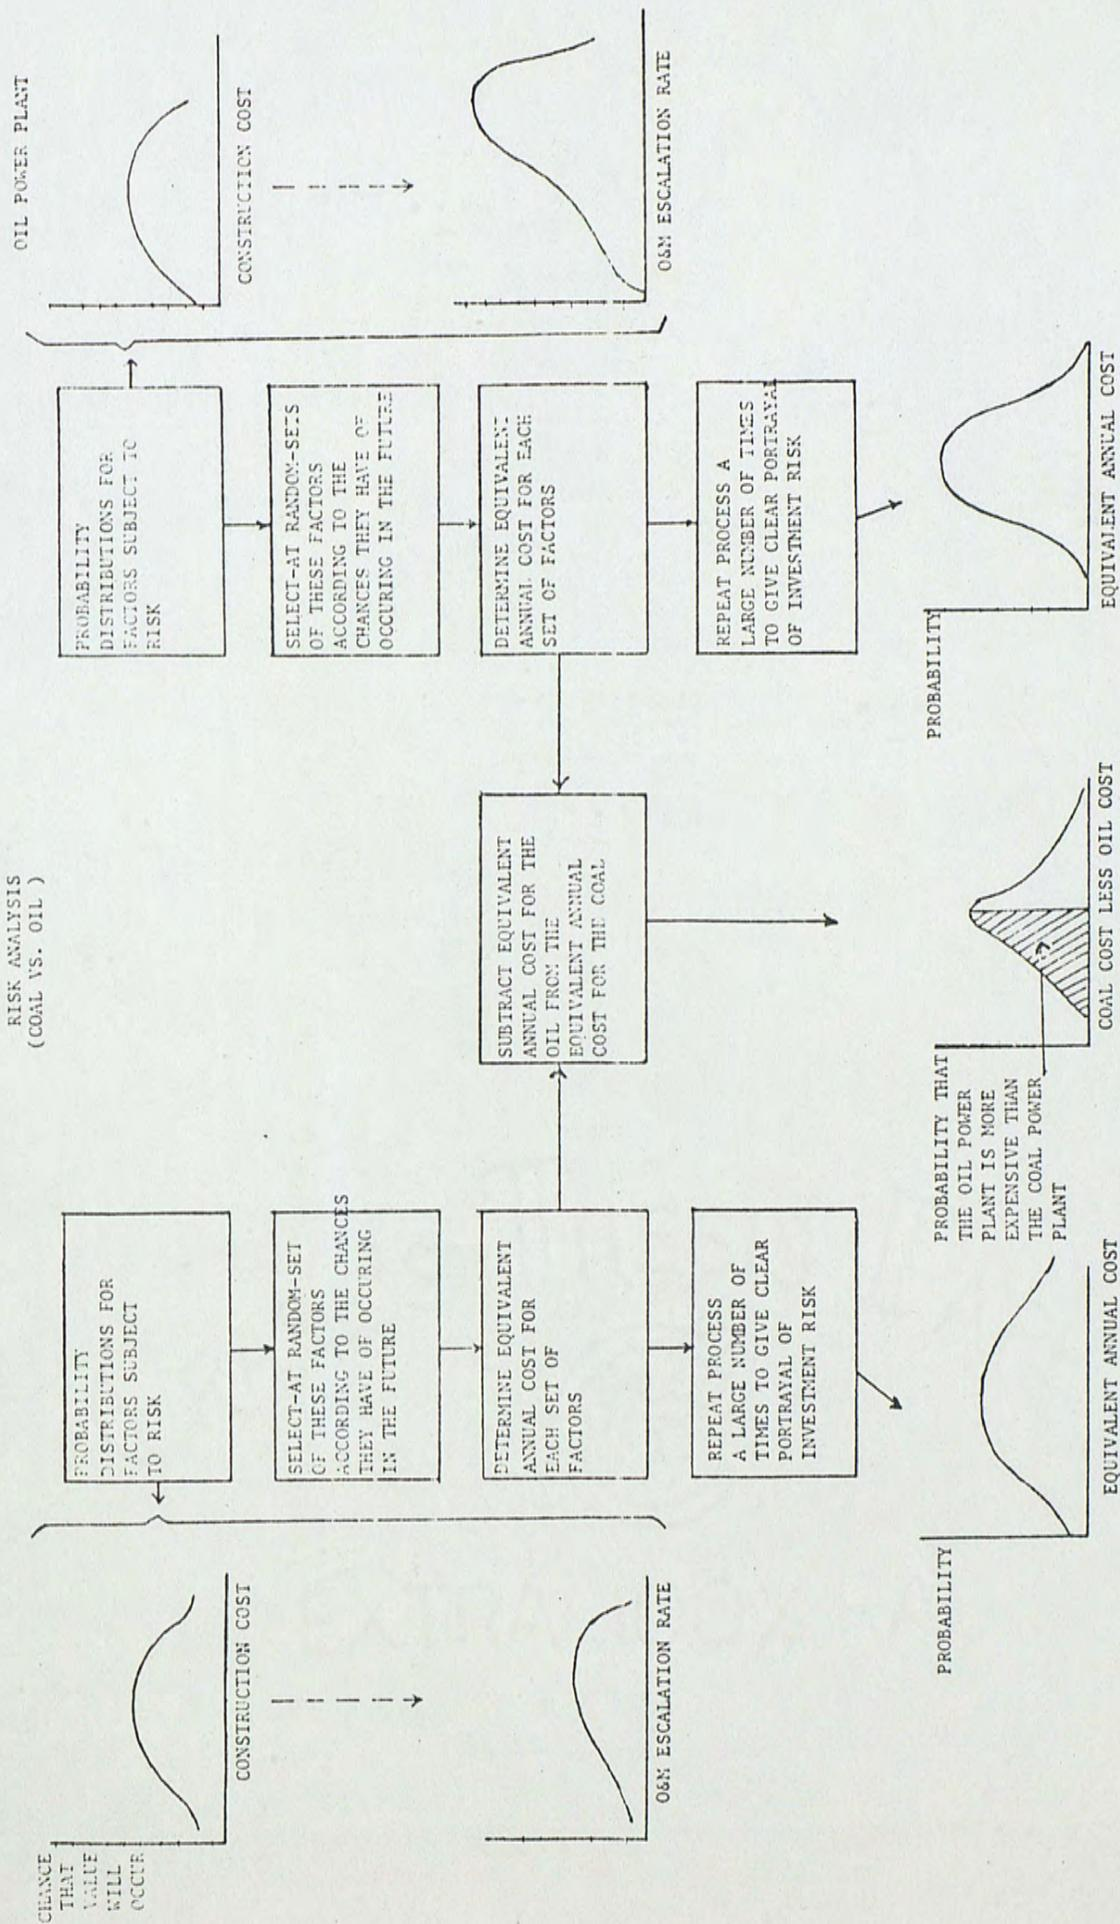 RISK ANALYSIS
(COAL VS. OIL )
CHANCE
THAT
VALUE
WILL
OCCUR
CONSTRUCTION COST
O&M ESCALATION RATE
PROBABILITY
DISTRIBUTIONS FOR
FACTORS SUBJECT
TO RISK
SELECT-AT RANDOM-SET
OF THESE FACTORS
ACCORDING TO THE CHANCES
THEY HAVE OF OCCURING
IN THE FUTURE
DETERMINE EQUIVALENT
ANNUAL COST FOR
EACH SET OF
FACTORS
REPEAT PROCESS
A LARGE NUMBER OF
TIMES TO GIVE CLEAR
PORTRAYAL OF
INVESTMENT RISK
PROBABILITY
EQUIVALENT ANNUAL COST
SUBTRACT EQUIVALENT
ANNUAL COST FOR THE
OIL FROM THE
EQUIVALENT ANNUAL
COST FOR THE COAL
PROBABILITY THAT
THE OIL POWER
PLANT IS MORE
EXPENSIVE THAN
THE COAL POWER
PLANT
COAL COST LESS OIL COST
OIL POWER PLANT
CONSTRUCTION COST
O&M ESCALATION RATE
PROBABILITY
DISTRIBUTIONS FOR
FACTORS SUBJECT TO
RISK
SELECT-AT RANDOM-SETS
OF THESE FACTORS
ACCORDING TO THE
CHANCES THEY HAVE OF
OCCURING IN THE FUTURE
DETERMINE EQUIVALENT
ANNUAL COST FOR EACH
SET OF FACTORS
REPEAT PROCESS A
LARGE NUMBER OF TIMES
TO GIVE CLEAR PORTRAYAL
OF INVESTMENT RISK
PROBABILITY
EQUIVALENT ANNUAL COST